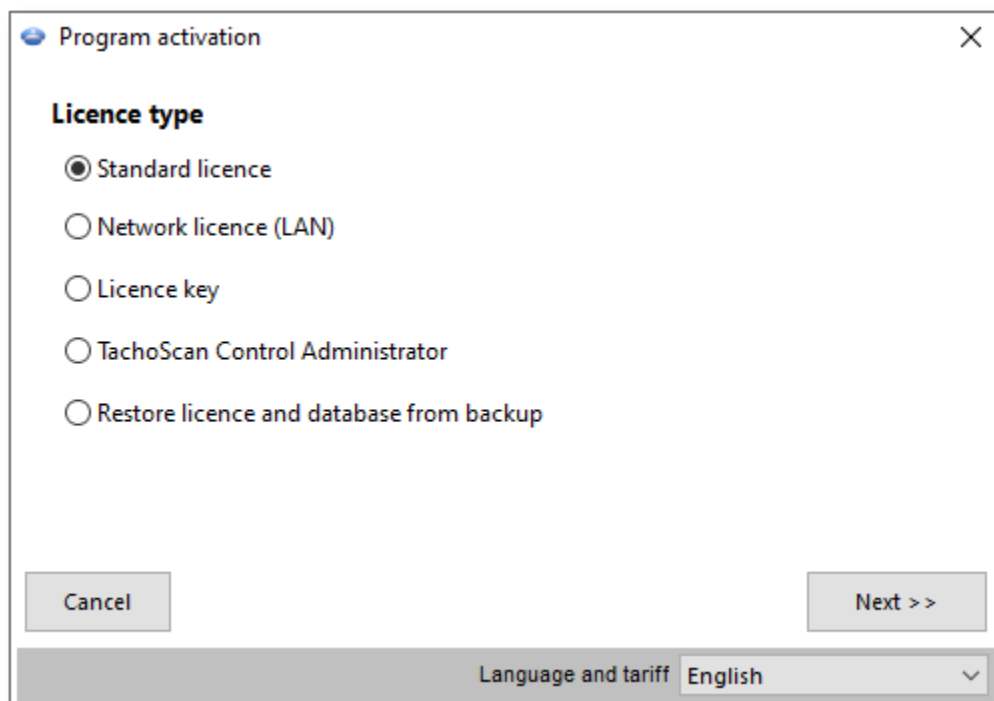 Program activation
Licence type
Standard licence
Network licence (LAN)
Licence key
TachoScan Control Administrator
Restore licence and database from backup
Cancel
Next >>
Language and tariff English